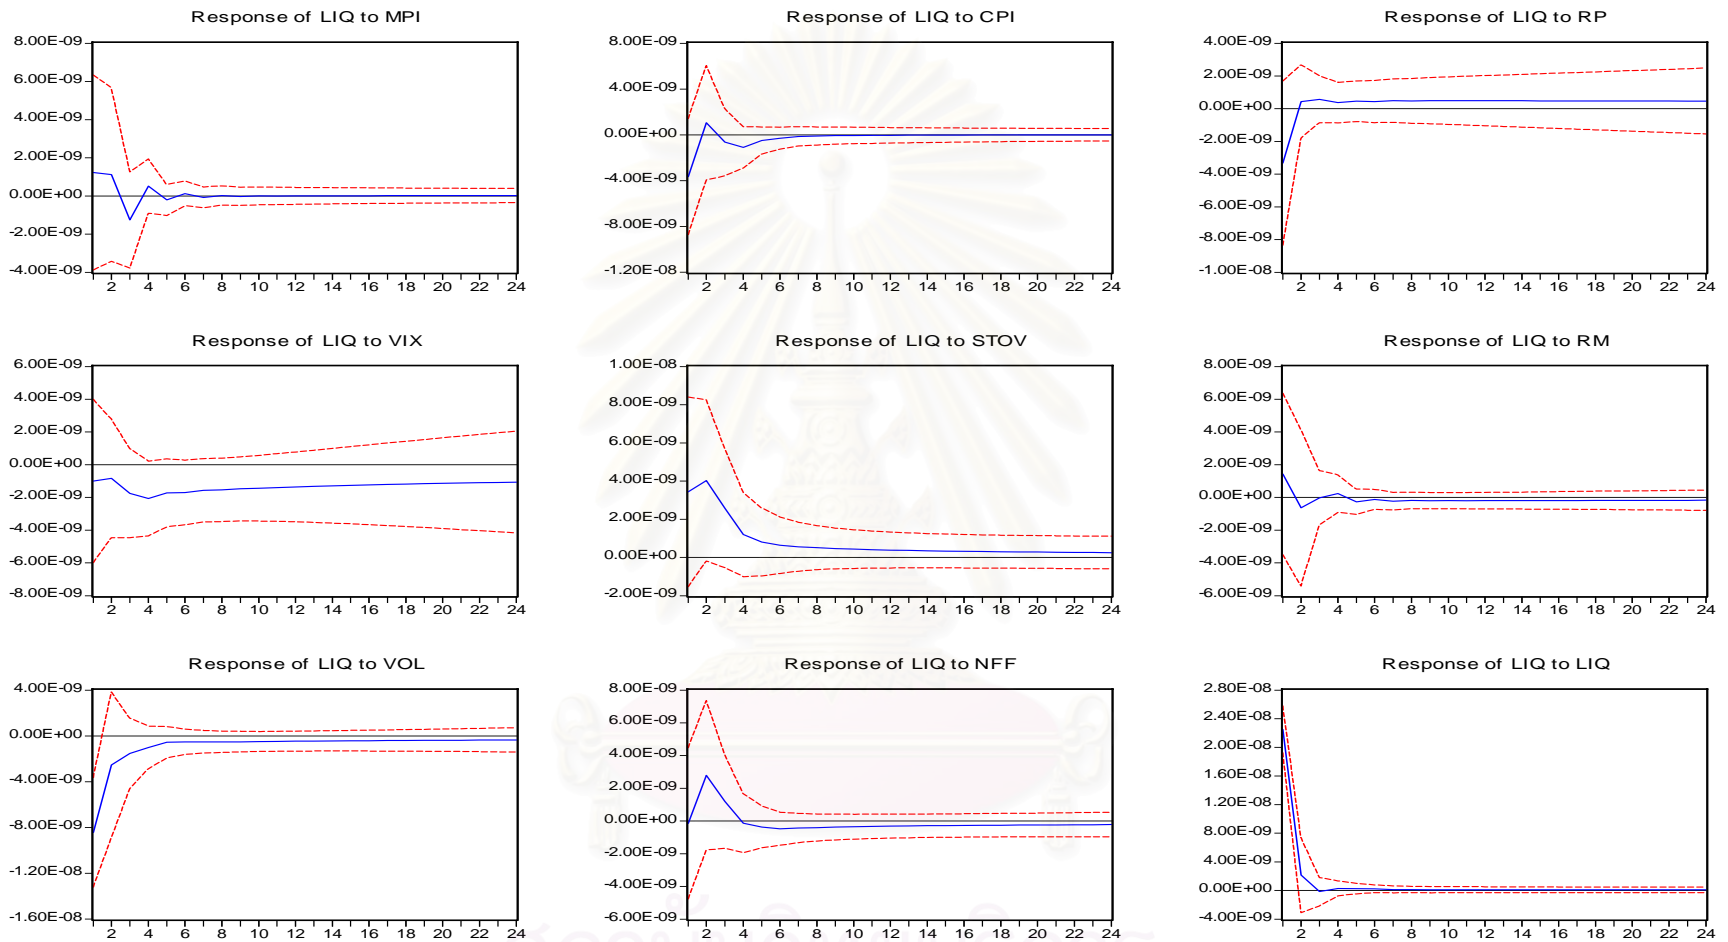 Response of LIQ to MPI
8.00E-09
6.00E-09
4.00E-09
2.00E-09
0.00E+00
-2.00E-09
-4.00E-09
2 4 6 8 10 12 14 16 18 20 22 24
Response of LIQ to CPI
8.00E-09
4.00E-09
0.00E+00
-4.00E-09
-8.00E-09
-1.20E-08
2 4 6 8 10 12 14 16 18 20 22 24
Response of LIQ to RP
4.00E-09
2.00E-09
0.00E+00
-2.00E-09
-4.00E-09
-6.00E-09
-8.00E-09
-1.00E-08
2 4 6 8 10 12 14 16 18 20 22 24
Response of LIQ to VIX
6.00E-09
4.00E-09
2.00E-09
0.00E+00
-2.00E-09
-4.00E-09
-6.00E-09
-8.00E-09
2 4 6 8 10 12 14 16 18 20 22 24
Response of LIQ to STOV
1.00E-08
8.00E-09
6.00E-09
4.00E-09
2.00E-09
0.00E+00
-2.00E-09
2 4 6 8 10 12 14 16 18 20 22 24
Response of LIQ to RM
8.00E-09
6.00E-09
4.00E-09
2.00E-09
0.00E+00
-2.00E-09
-4.00E-09
-6.00E-09
2 4 6 8 10 12 14 16 18 20 22 24
Response of LIQ to VOL
4.00E-09
0.00E+00
-4.00E-09
-8.00E-09
-1.20E-08
-1.60E-08
2 4 6 8 10 12 14 16 18 20 22 24
Response of LIQ to NFF
8.00E-09
6.00E-09
4.00E-09
2.00E-09
0.00E+00
-2.00E-09
-4.00E-09
-6.00E-09
2 4 6 8 10 12 14 16 18 20 22 24
Response of LIQ to LIQ
2.80E-08
2.40E-08
2.00E-08
1.60E-08
1.20E-08
8.00E-09
4.00E-09
0.00E+00
-4.00E-09
2 4 6 8 10 12 14 16 18 20 22 24